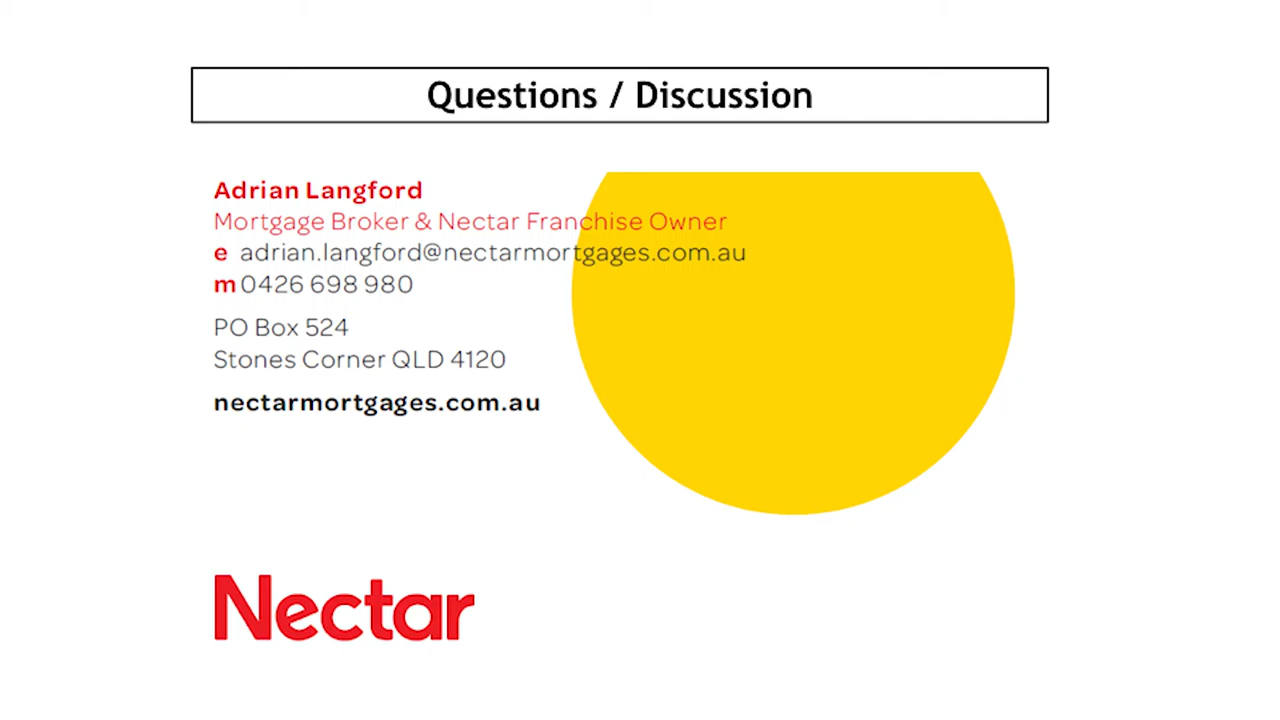 Questions / Discussion
Adrian Langford
Mortgage Broker & Nectar Franchise Owner
e adrian.langford@nectarmortgages.com.au
m 0426 698 980
PO Box 524
Stones Corner QLD 4120
nectarmortgages.com.au
Nectar